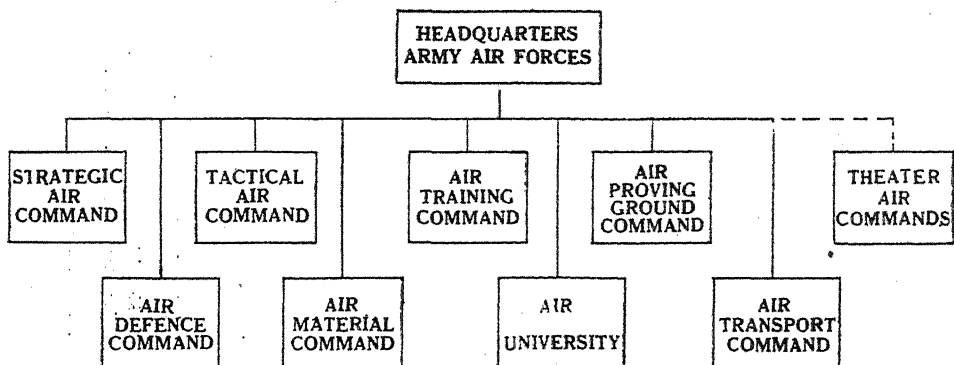 HEADQUARTERS
ARMY AIR FORCES
STRATEGIC
AIR
COMMAND
TACTICAL
AIR
COMMAND
AIR
TRAINING
COMMAND
AIR
PROVING
GROUND
COMMAND
THEATER
AIR
COMMANDS
AIR
DEFENCE
COMMAND
AIR
MATERIAL
COMMAND
AIR
UNIVERSITY
AIR
TRANSPORT
COMMAND